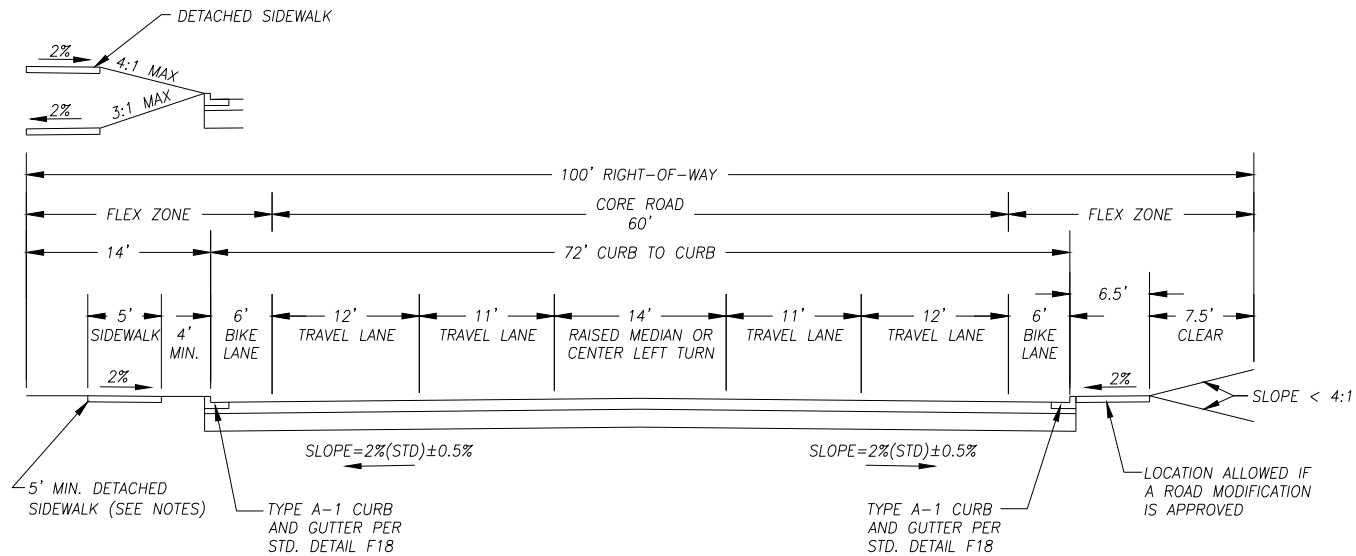 DETACHED SIDEWALK
2%
4:1 MAX
2%
3:1 MAX
100' RIGHT-OF-WAY
FLEX ZONE
CORE ROAD
60'
FLEX ZONE
14'
72' CURB TO CURB
5'
SIDEWALK
4'
MIN.
6'
BIKE
LANE
12'
TRAVEL LANE
11'
TRAVEL LANE
14'
RAISED MEDIAN OR
CENTER LEFT TURN
11'
TRAVEL LANE
12'
TRAVEL LANE
6'
BIKE
LANE
6.5'
7.5'
CLEAR
2%
2%
SLOPE < 4:1
SLOPE=2%(STD)±0.5%
SLOPE=2%(STD)±0.5%
5' MIN. DETACHED
SIDEWALK (SEE NOTES)
TYPE A-1 CURB
AND GUTTER PER
STD. DETAIL F18
TYPE A-1 CURB
AND GUTTER PER
STD. DETAIL F18
LOCATION ALLOWED IF
A ROAD MODIFICATION
IS APPROVED